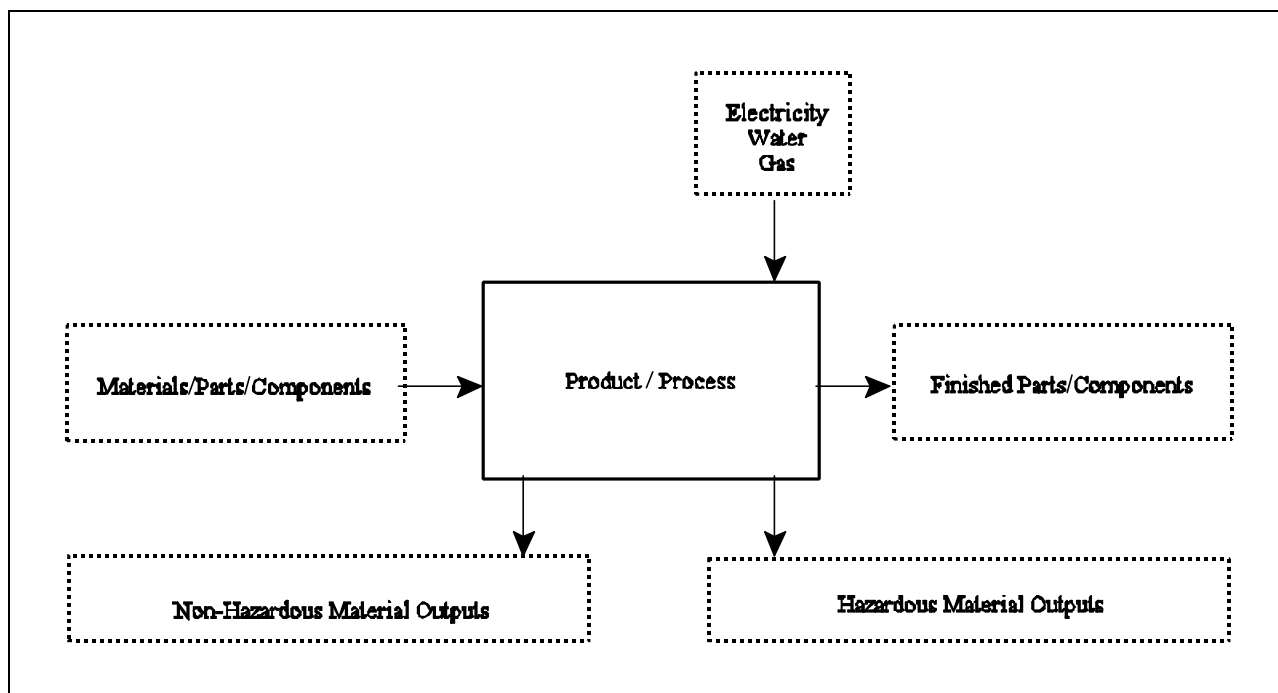 Electricity
Water
Gas
Materials/Parts/Components
Product / Process
Finished Parts/Components
Non-Hazardous Material Outputs
Hazardous Material Outputs